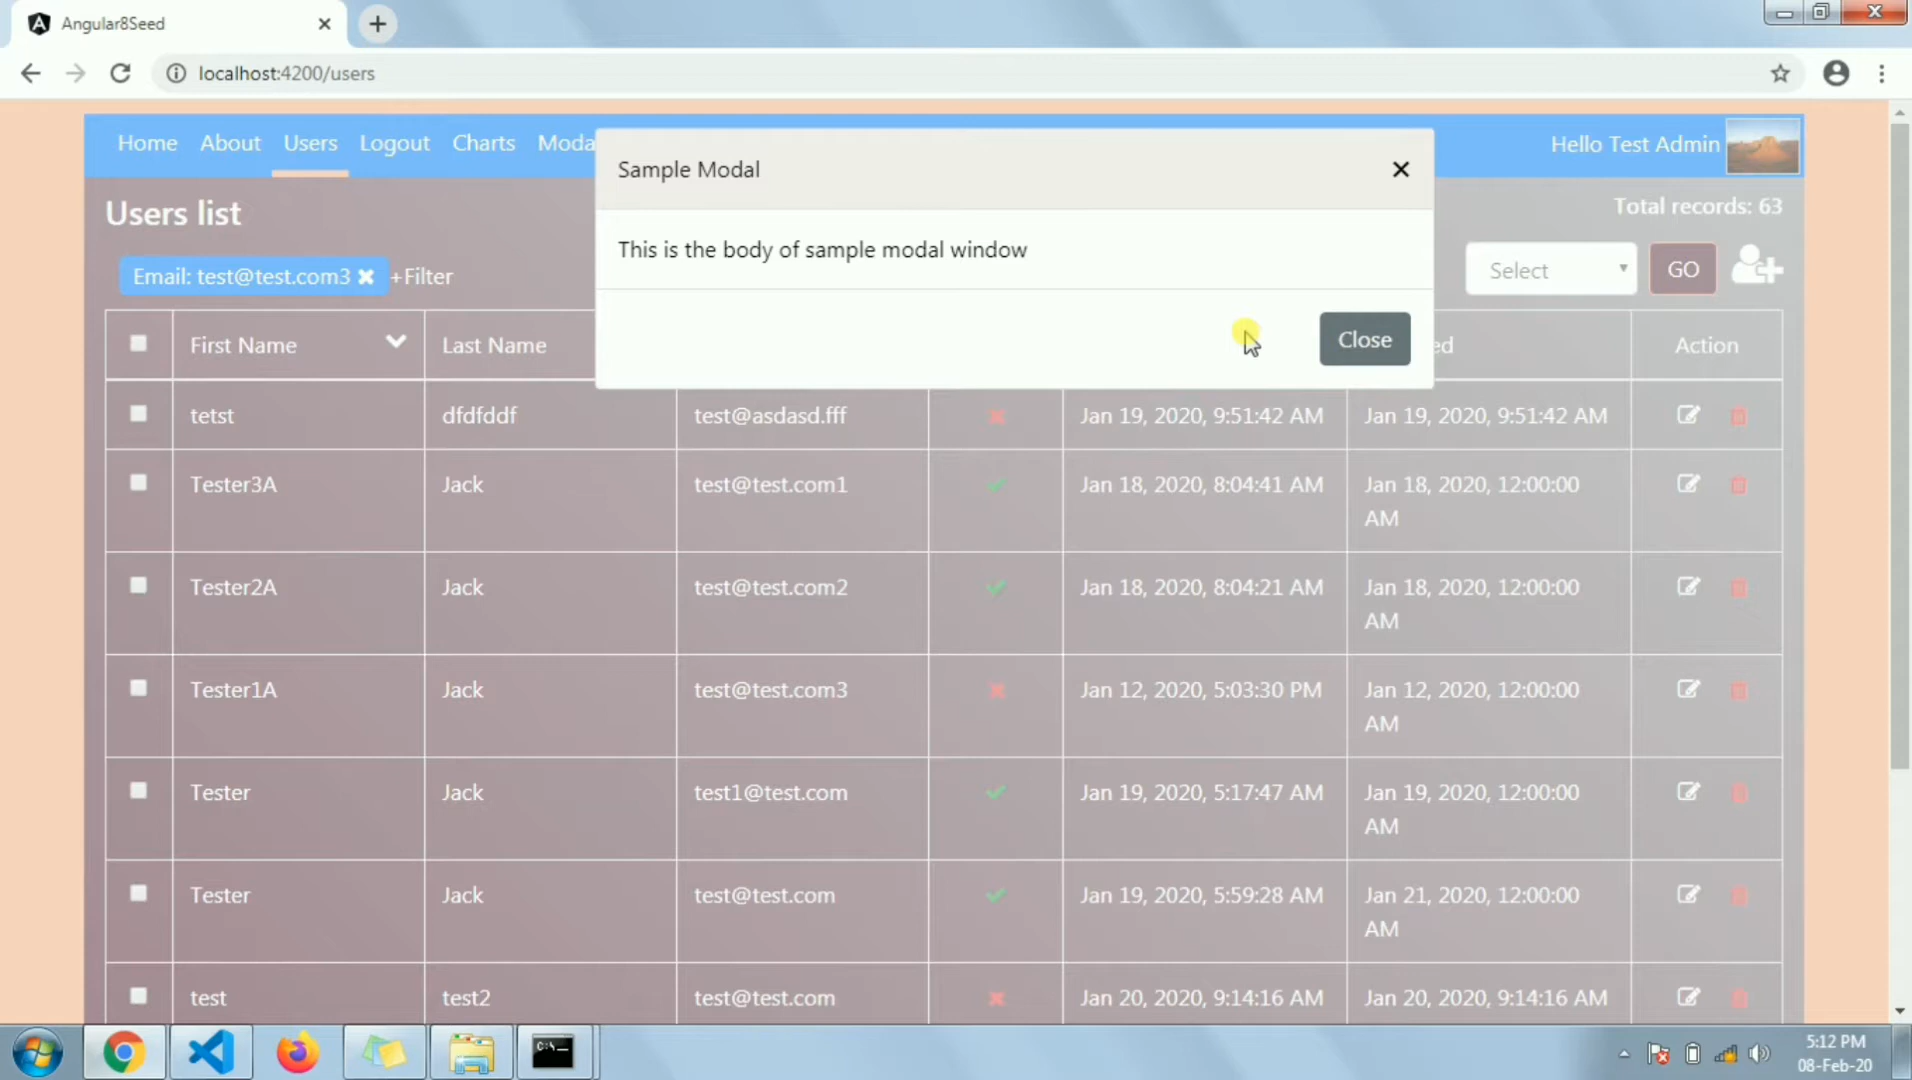 Angular8Seed
localhost:4200/users
Home About Users Logout Charts Moda
Hello Test Admin
Sample Modal
This is the body of sample modal window
Close
Users list
Total records: 63
Email: test@test.com3 ✖ +Filter
Select
GO
First Name Last Name ed Action
tetst dfdfddf test@asdasd.fff Jan 19, 2020, 9:51:42 AM Jan 19, 2020, 9:51:42 AM
Tester3A Jack test@test.com1 Jan 18, 2020, 8:04:41 AM Jan 18, 2020, 12:00:00
AM
Tester2A Jack test@test.com2 Jan 18, 2020, 8:04:21 AM Jan 18, 2020, 12:00:00
AM
Tester1A Jack test@test.com3 Jan 12, 2020, 5:03:30 PM Jan 12, 2020, 12:00:00
AM
Tester Jack test1@test.com Jan 19, 2020, 5:17:47 AM Jan 19, 2020, 12:00:00
AM
Tester Jack test@test.com Jan 19, 2020, 5:59:28 AM Jan 21, 2020, 12:00:00
AM
test test2 test@test.com Jan 20, 2020, 9:14:16 AM Jan 20, 2020, 9:14:16 AM
C:\_
5:12 PM
08-Feb-20